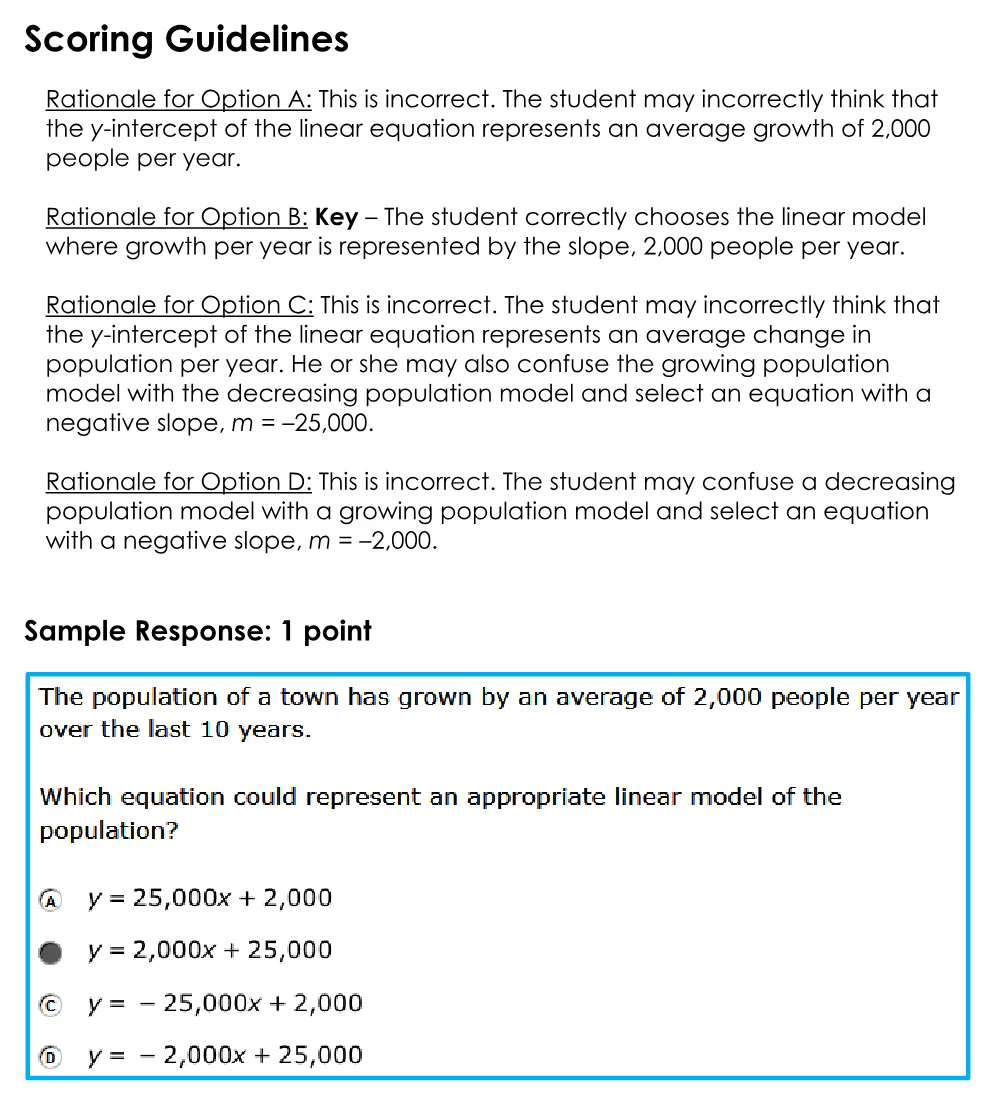 Scoring Guidelines
Rationale for Option A: This is incorrect. The student may incorrectly think that
the y-intercept of the linear equation represents an average growth of 2,000
people per year.
Rationale for Option B: Key – The student correctly chooses the linear model
where growth per year is represented by the slope, 2,000 people per year.
Rationale for Option C: This is incorrect. The student may incorrectly think that
the y-intercept of the linear equation represents an average change in
population per year. He or she may also confuse the growing population
model with the decreasing population model and select an equation with a
negative slope, m = –25,000.
Rationale for Option D: This is incorrect. The student may confuse a decreasing
population model with a growing population model and select an equation
with a negative slope, m = –2,000.
Sample Response: 1 point
The population of a town has grown by an average of 2,000 people per year
over the last 10 years.
Which equation could represent an appropriate linear model of the
population?
A y = 25,000x + 2,000
y = 2,000x + 25,000
C y = − 25,000x + 2,000
D y = − 2,000x + 25,000